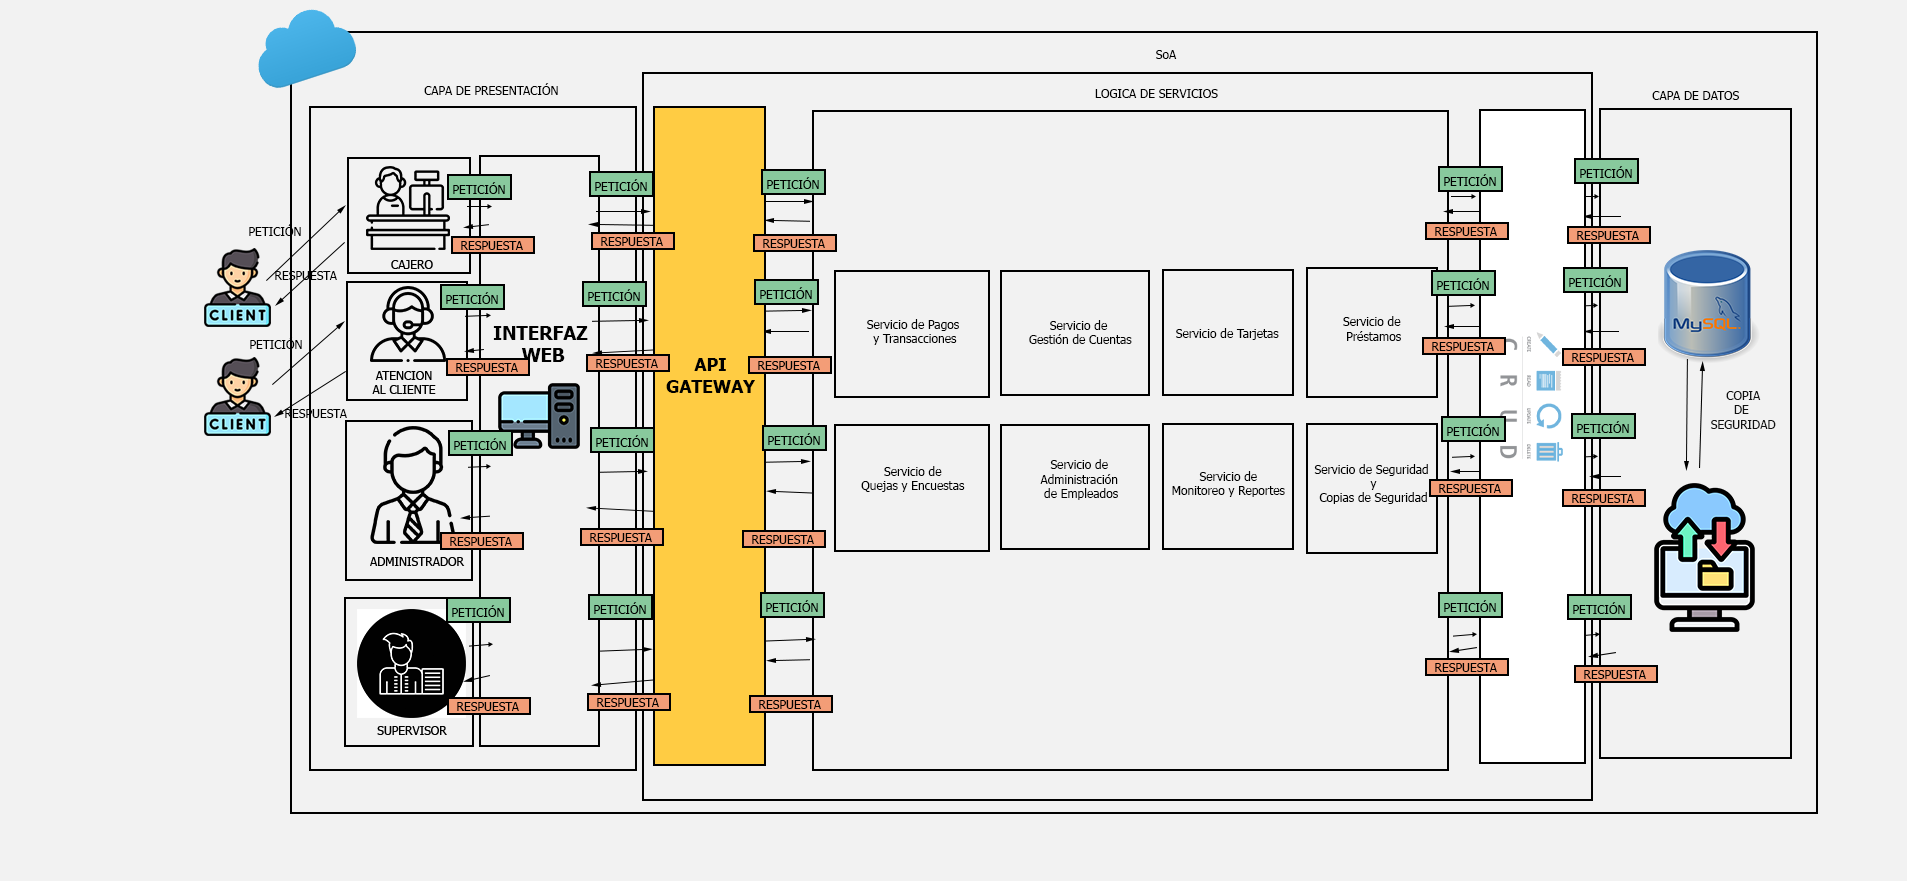 SoA
CAPA DE PRESENTACIÓN
LOGICA DE SERVICIOS
CAPA DE DATOS
PETICIÓN
RESPUESTA
CLIENT
PETICIÓN
RESPUESTA
CLIENT
CAJERO
ATENCION
AL CLIENTE
ADMINISTRADOR
SUPERVISOR
PETICIÓN
RESPUESTA
PETICIÓN
RESPUESTA
PETICIÓN
RESPUESTA
PETICIÓN
RESPUESTA
INTERFAZ
WEB
PETICIÓN
RESPUESTA
PETICIÓN
RESPUESTA
PETICIÓN
RESPUESTA
PETICIÓN
RESPUESTA
API
GATEWAY
PETICIÓN
RESPUESTA
PETICIÓN
RESPUESTA
PETICIÓN
RESPUESTA
PETICIÓN
RESPUESTA
Servicio de Pagos
y Transacciones
Servicio de
Gestión de Cuentas
Servicio de Tarjetas
Servicio de
Préstamos
Servicio de
Quejas y Encuestas
Servicio de
Administración
de Empleados
Servicio de
Monitoreo y Reportes
Servicio de Seguridad
y
Copias de Seguridad
PETICIÓN
RESPUESTA
PETICIÓN
RESPUESTA
PETICIÓN
RESPUESTA
PETICIÓN
RESPUESTA
C CREATE
R READ
U UPDATE
D DELETE
PETICIÓN
RESPUESTA
PETICIÓN
RESPUESTA
PETICIÓN
RESPUESTA
PETICIÓN
RESPUESTA
MySQL
COPIA
DE
SEGURIDAD